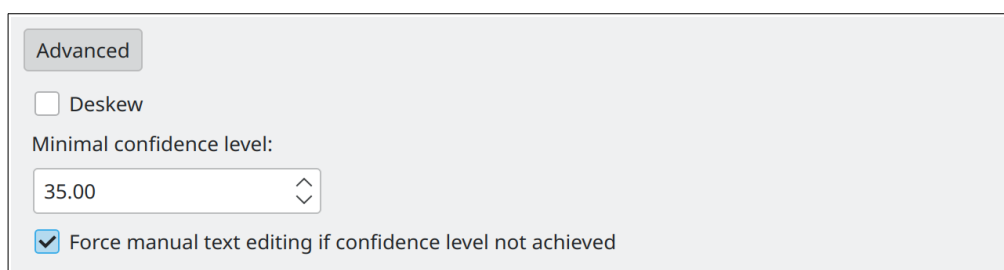 Advanced
Deskew
Minimal confidence level:
35.00
Force manual text editing if confidence level not achieved